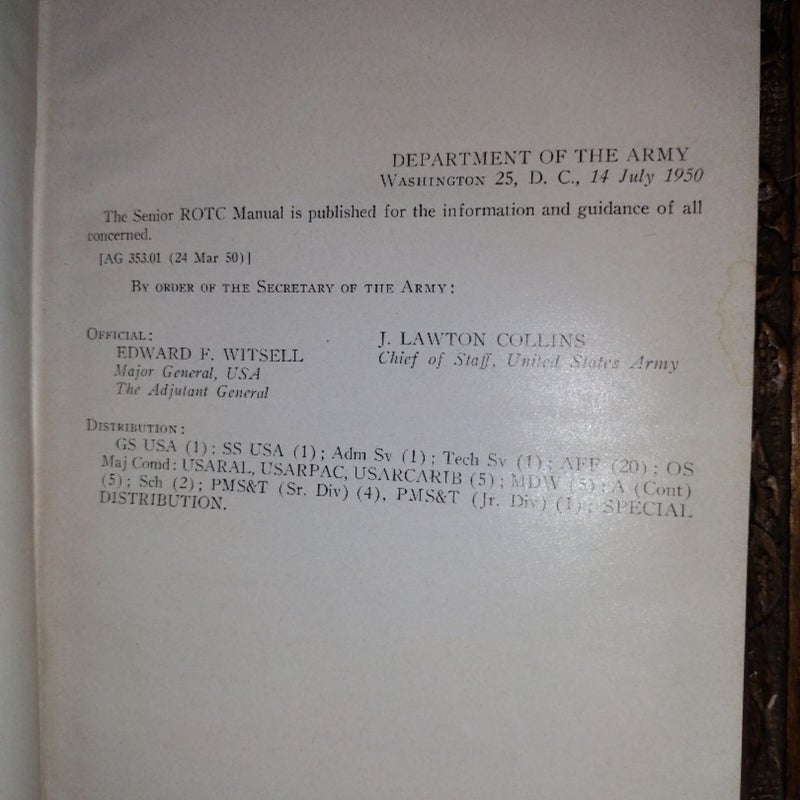 DEPARTMENT OF THE ARMY
WASHINGTON 25, D. C., 14 July 1950
The Senior ROTC Manual is published for the information and guidance of all
concerned.
[AG 353.01 (24 Mar 50)]
BY ORDER OF THE SECRETARY OF THE ARMY:
OFFICIAL:
EDWARD F. WITSELL
Major General, USA
The Adjutant General
J. LAWTON COLLINS
Chief of Staff, United States Army
DISTRIBUTION:
GS USA (1); SS USA (1); Adm Sv (1); Tech Sv (1); AFF (20); OS
Maj Comd: USARAL, USARPAC, USARCARIB (5); MDW (5); A (Cont)
(5); Sch (2); PMS&T (Sr. Div) (4), PMS&T (Jr. Div) (1); SPECIAL
DISTRIBUTION.